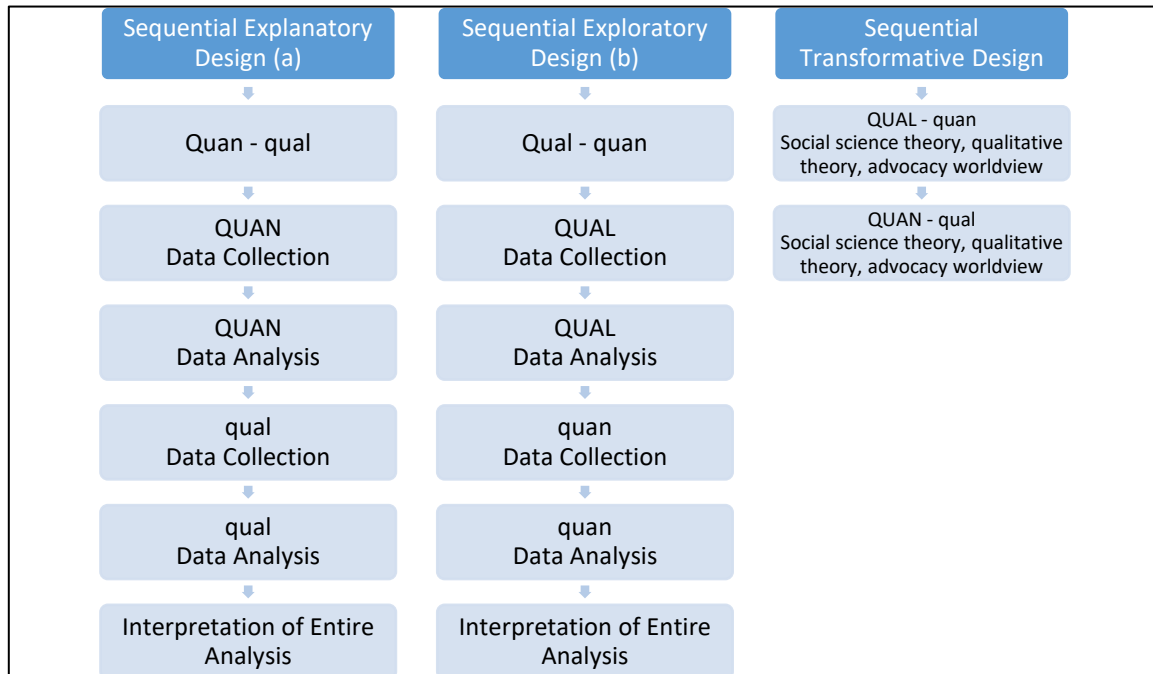 Sequential Explanatory
Design (a)
Quan - qual
QUAN
Data Collection
QUAN
Data Analysis
qual
Data Collection
qual
Data Analysis
Interpretation of Entire
Analysis
Sequential Exploratory
Design (b)
Qual - quan
QUAL
Data Collection
QUAL
Data Analysis
quan
Data Collection
quan
Data Analysis
Interpretation of Entire
Analysis
Sequential
Transformative Design
QUAL - quan
Social science theory, qualitative
theory, advocacy worldview
QUAN - qual
Social science theory, qualitative
theory, advocacy worldview